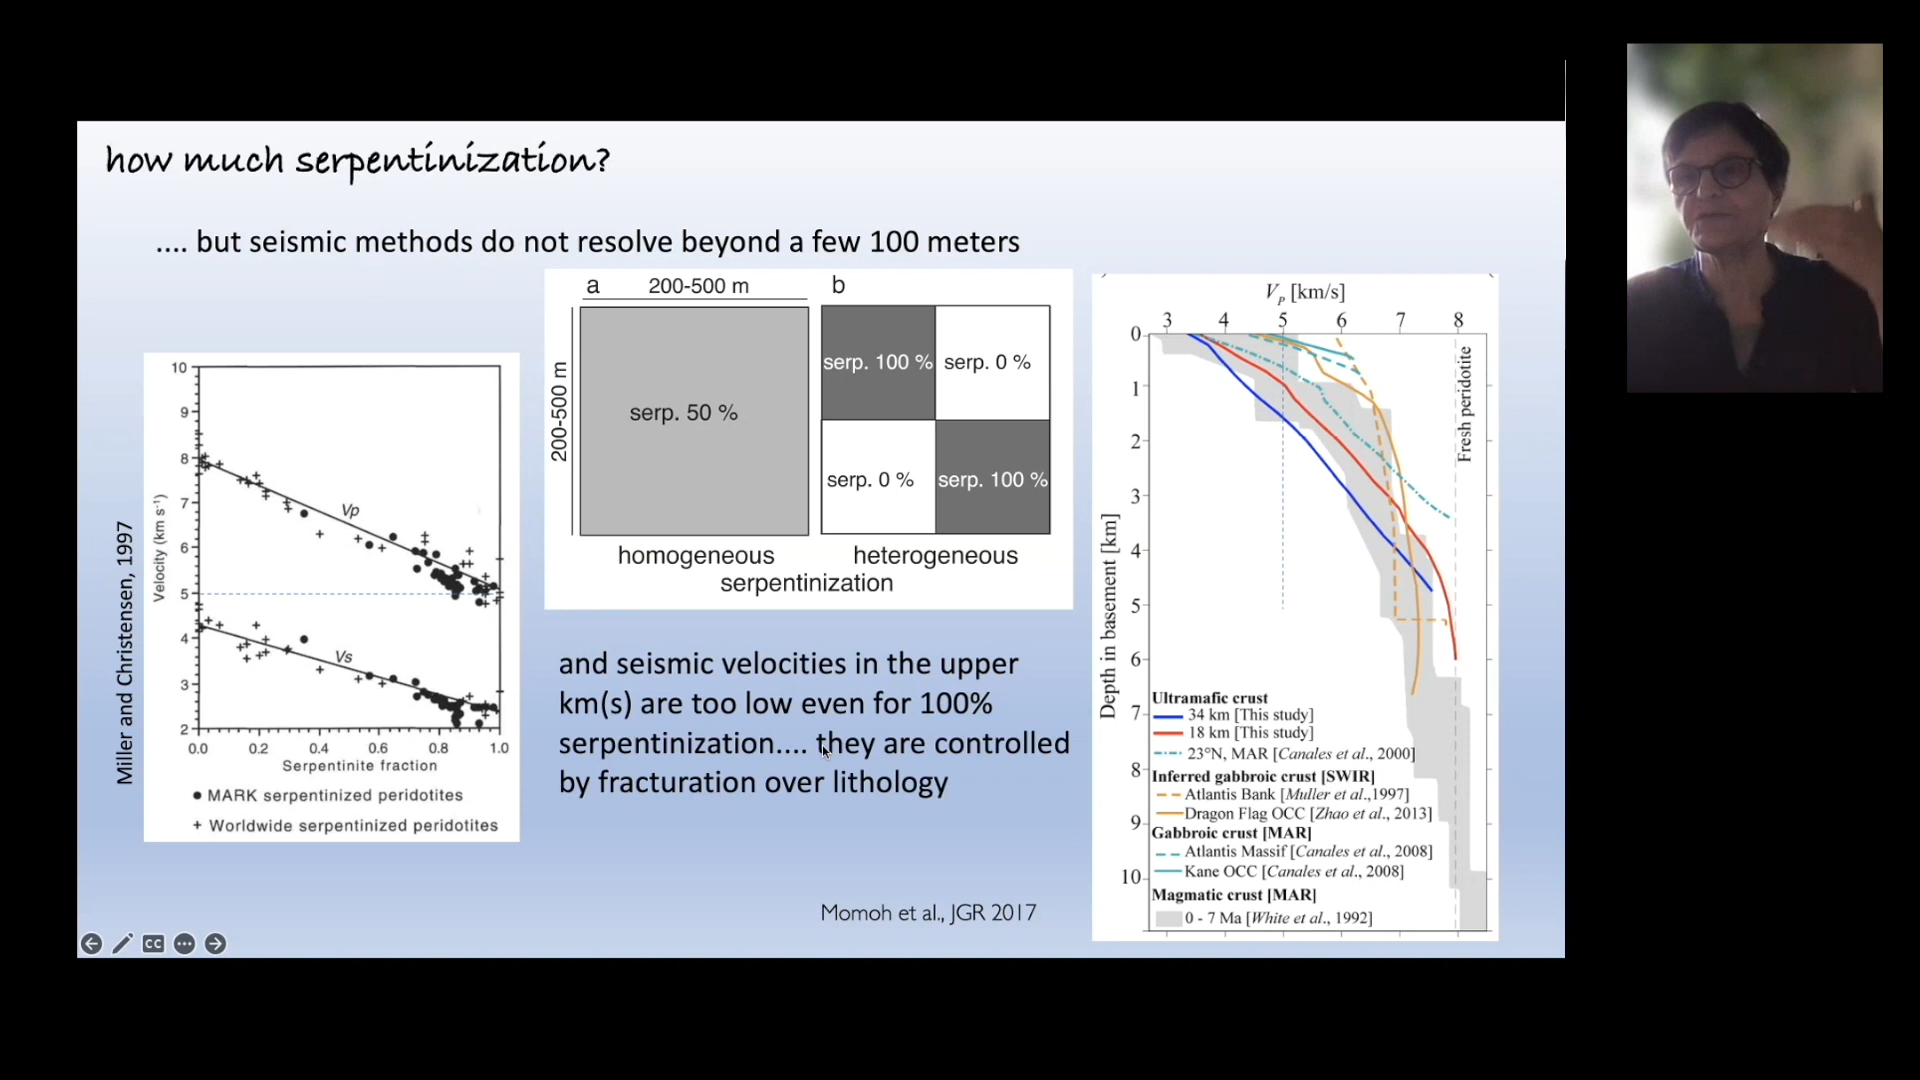 how much serpentinization?
.... but seismic methods do not resolve beyond a few 100 meters
Miller and Christensen, 1997
Velocity (km s⁻¹)
10
9
8
7
6
5
4
3
2
Vp
Vs
0.0 0.2 0.4 0.6 0.8 1.0
Serpentinite fraction
● MARK serpentinized peridotites
+ Worldwide serpentinized peridotites
a 200-500 m b
200-500 m
serp. 50 %
serp. 100 % serp. 0 %
serp. 0 % serp. 100 %
homogeneous heterogeneous
serpentinization
and seismic velocities in the upper
km(s) are too low even for 100%
serpentinization.... they are controlled
by fracturation over lithology
Momoh et al., JGR 2017
Vₚ [km/s]
3 4 5 6 7 8
Depth in basement [km]
0
1
2
3
4
5
6
7
8
9
10
Fresh peridotite
Ultramafic crust
34 km [This study]
18 km [This study]
23°N, MAR [Canales et al., 2000]
Inferred gabbroic crust [SWIR]
Atlantis Bank [Muller et al.,1997]
Dragon Flag OCC [Zhao et al., 2013]
Gabbroic crust [MAR]
Atlantis Massif [Canales et al., 2008]
Kane OCC [Canales et al., 2008]
Magmatic crust [MAR]
0 - 7 Ma [White et al., 1992]
CC